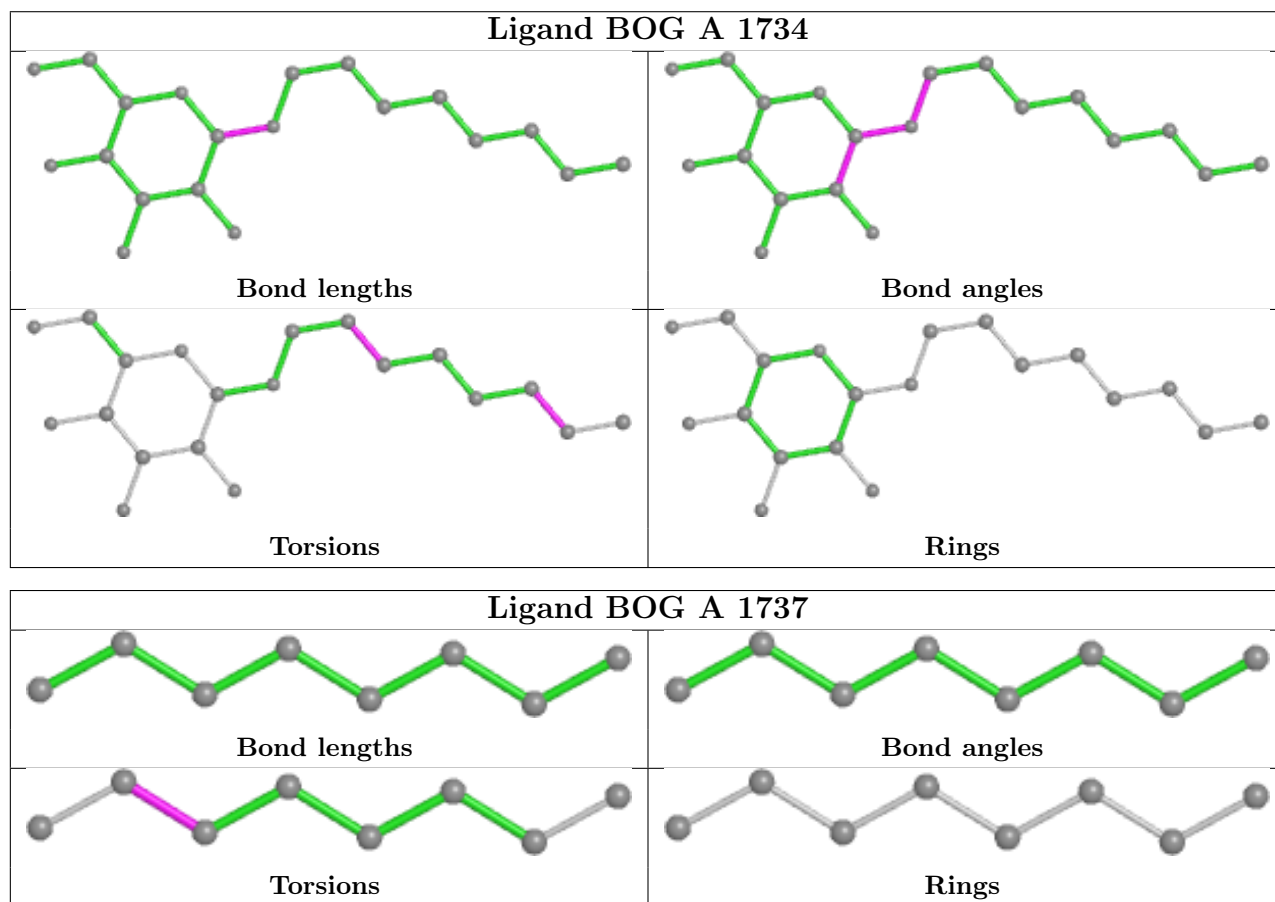 Ligand BOG A 1734
Bond lengths
Bond angles
Torsions
Rings
Ligand BOG A 1737
Bond lengths
Bond angles
Torsions
Rings